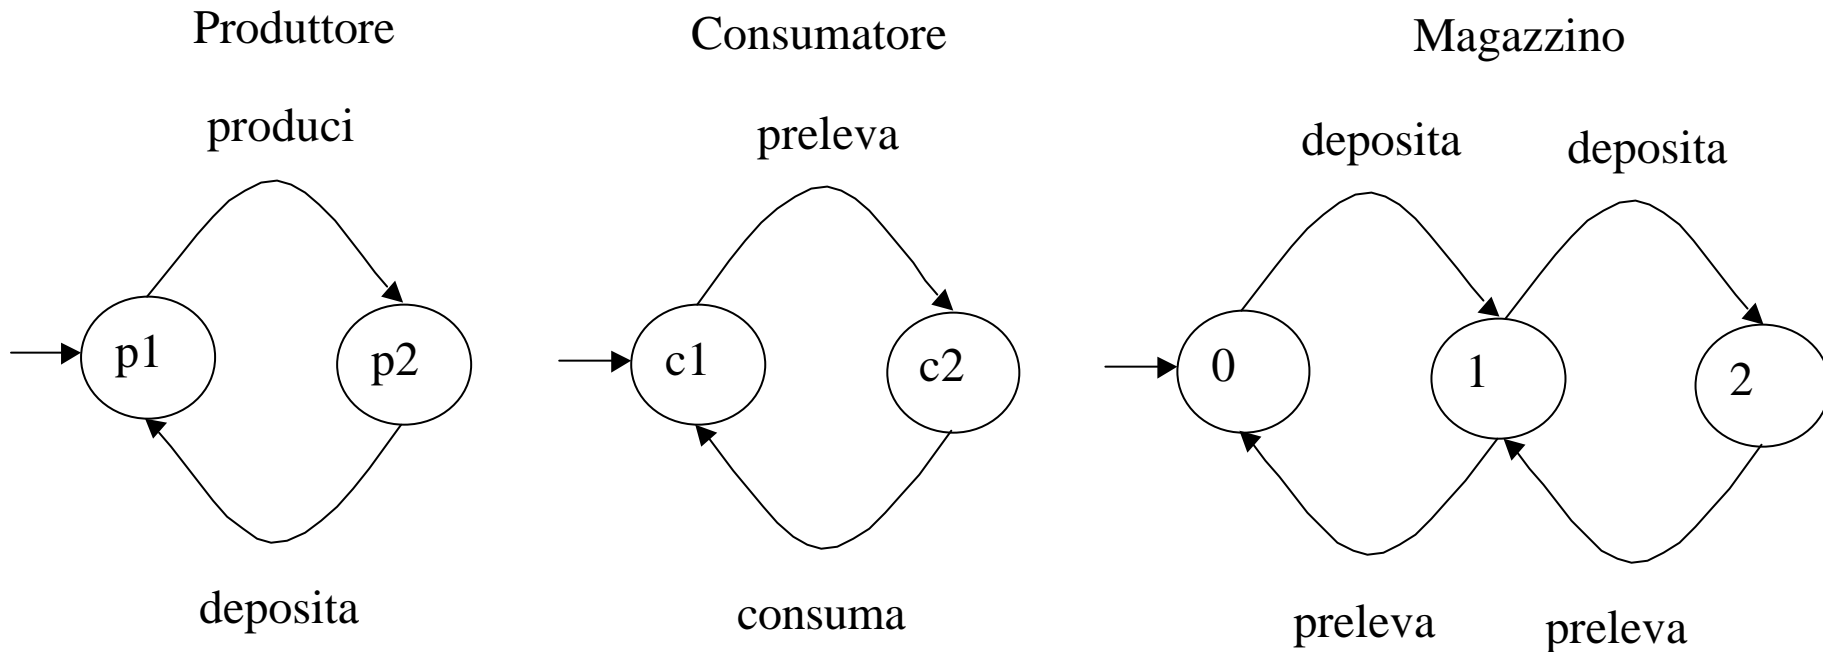 Produttore
Consumatore
Magazzino
produci
preleva
deposita
deposita
p1
p2
c1
c2
0
1
2
deposita
consuma
preleva
preleva